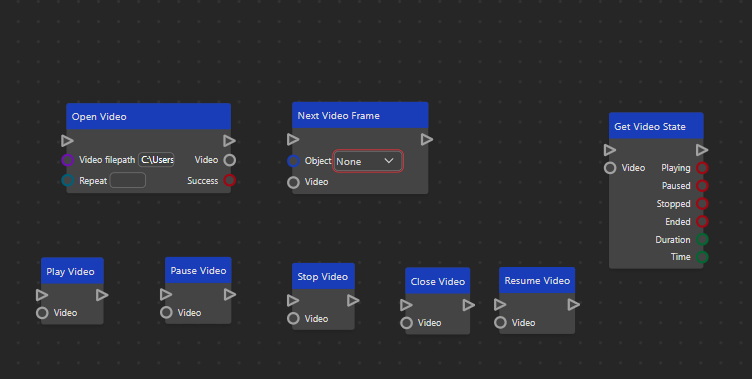 Open Video
Video filepath C:\Users Video
Repeat Success
Next Video Frame
Object None
Video
Get Video State
Video Playing
Paused
Stopped
Ended
Duration
Time
Play Video
Video
Pause Video
Video
Stop Video
Video
Close Video
Video
Resume Video
Video